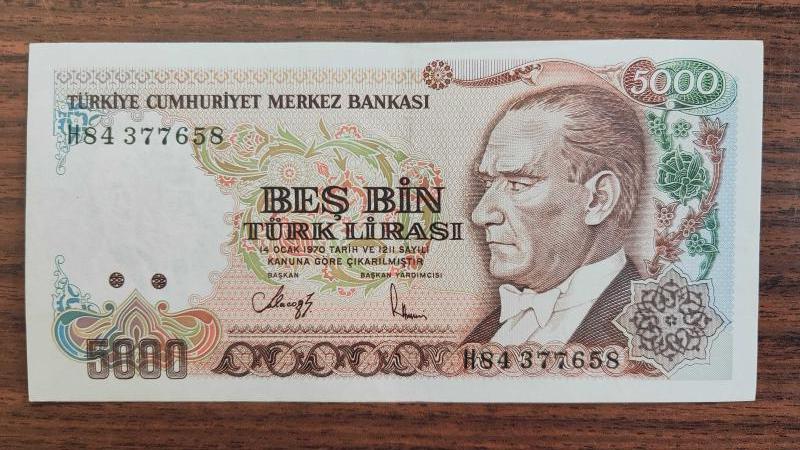 5000
TÜRKİYE CUMHURİYET MERKEZ BANKASI
H84 377658
BEŞ BİN
TÜRK LİRASI
14 OCAK 1970 TARİH VE 1211 SAYILI
KANUNA GÖRE ÇIKARILMIŞTIR
BAŞKAN BAŞKAN YARDIMCISI
5000
H84 377658